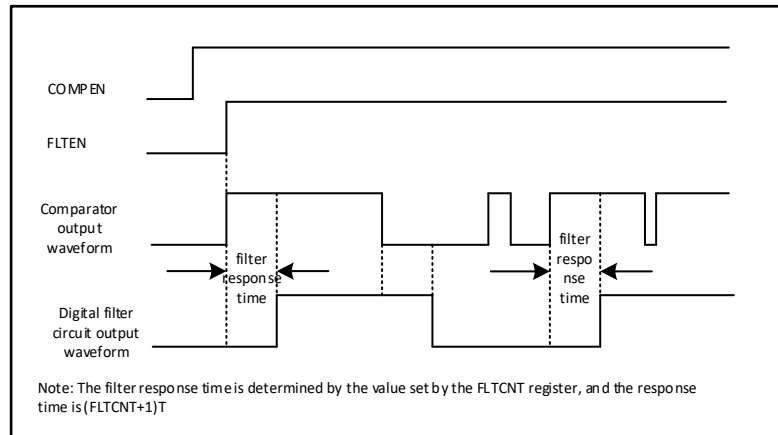 COMPEN
FLTEN
Comparator
output
waveform
filter
response
time
filter
respo
nse
time
Digital filter
circuit output
waveform
Note: The filter response time is determined by the value set by the FLTCNT register, and the response
time is (FLTCNT+1)T